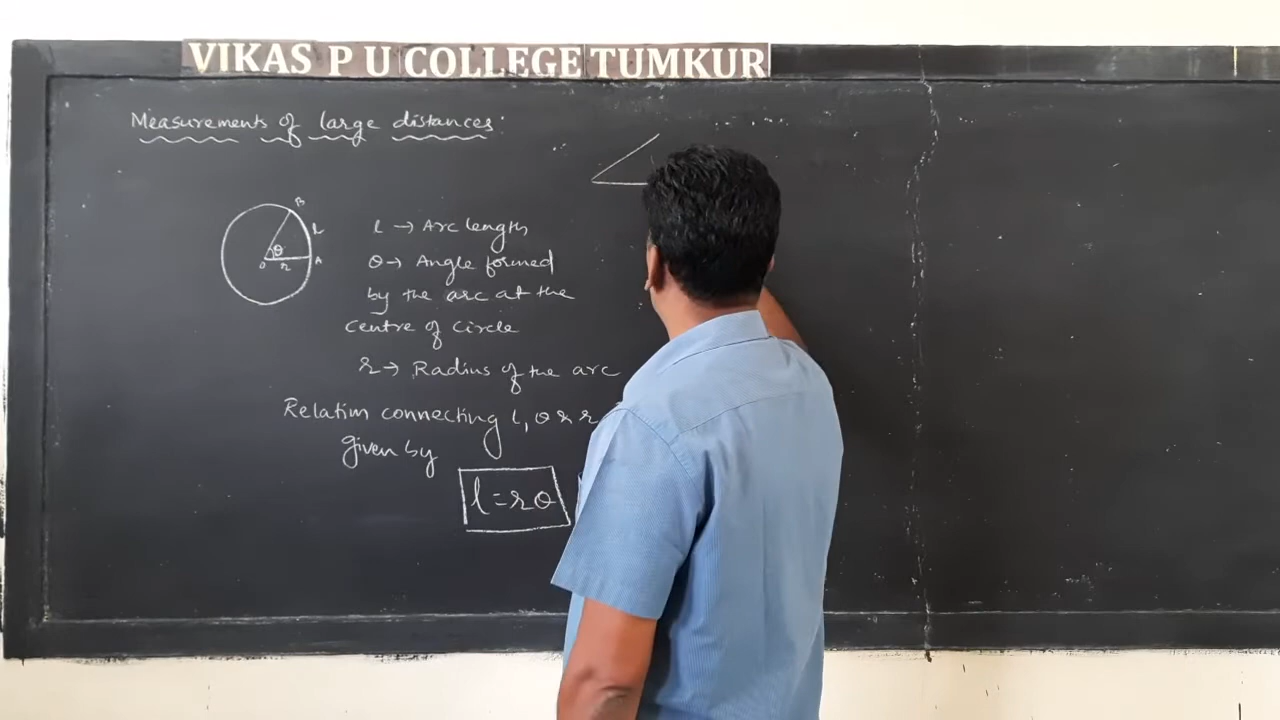 VIKAS P U COLLEGE TUMKUR
Measurements of large distances:
B
l
θ
O r A
l → Arc length
θ → Angle formed
by the arc at the
Centre of Circle
r → Radius of the arc
Relation connecting l, θ & r
given by
l = rθ